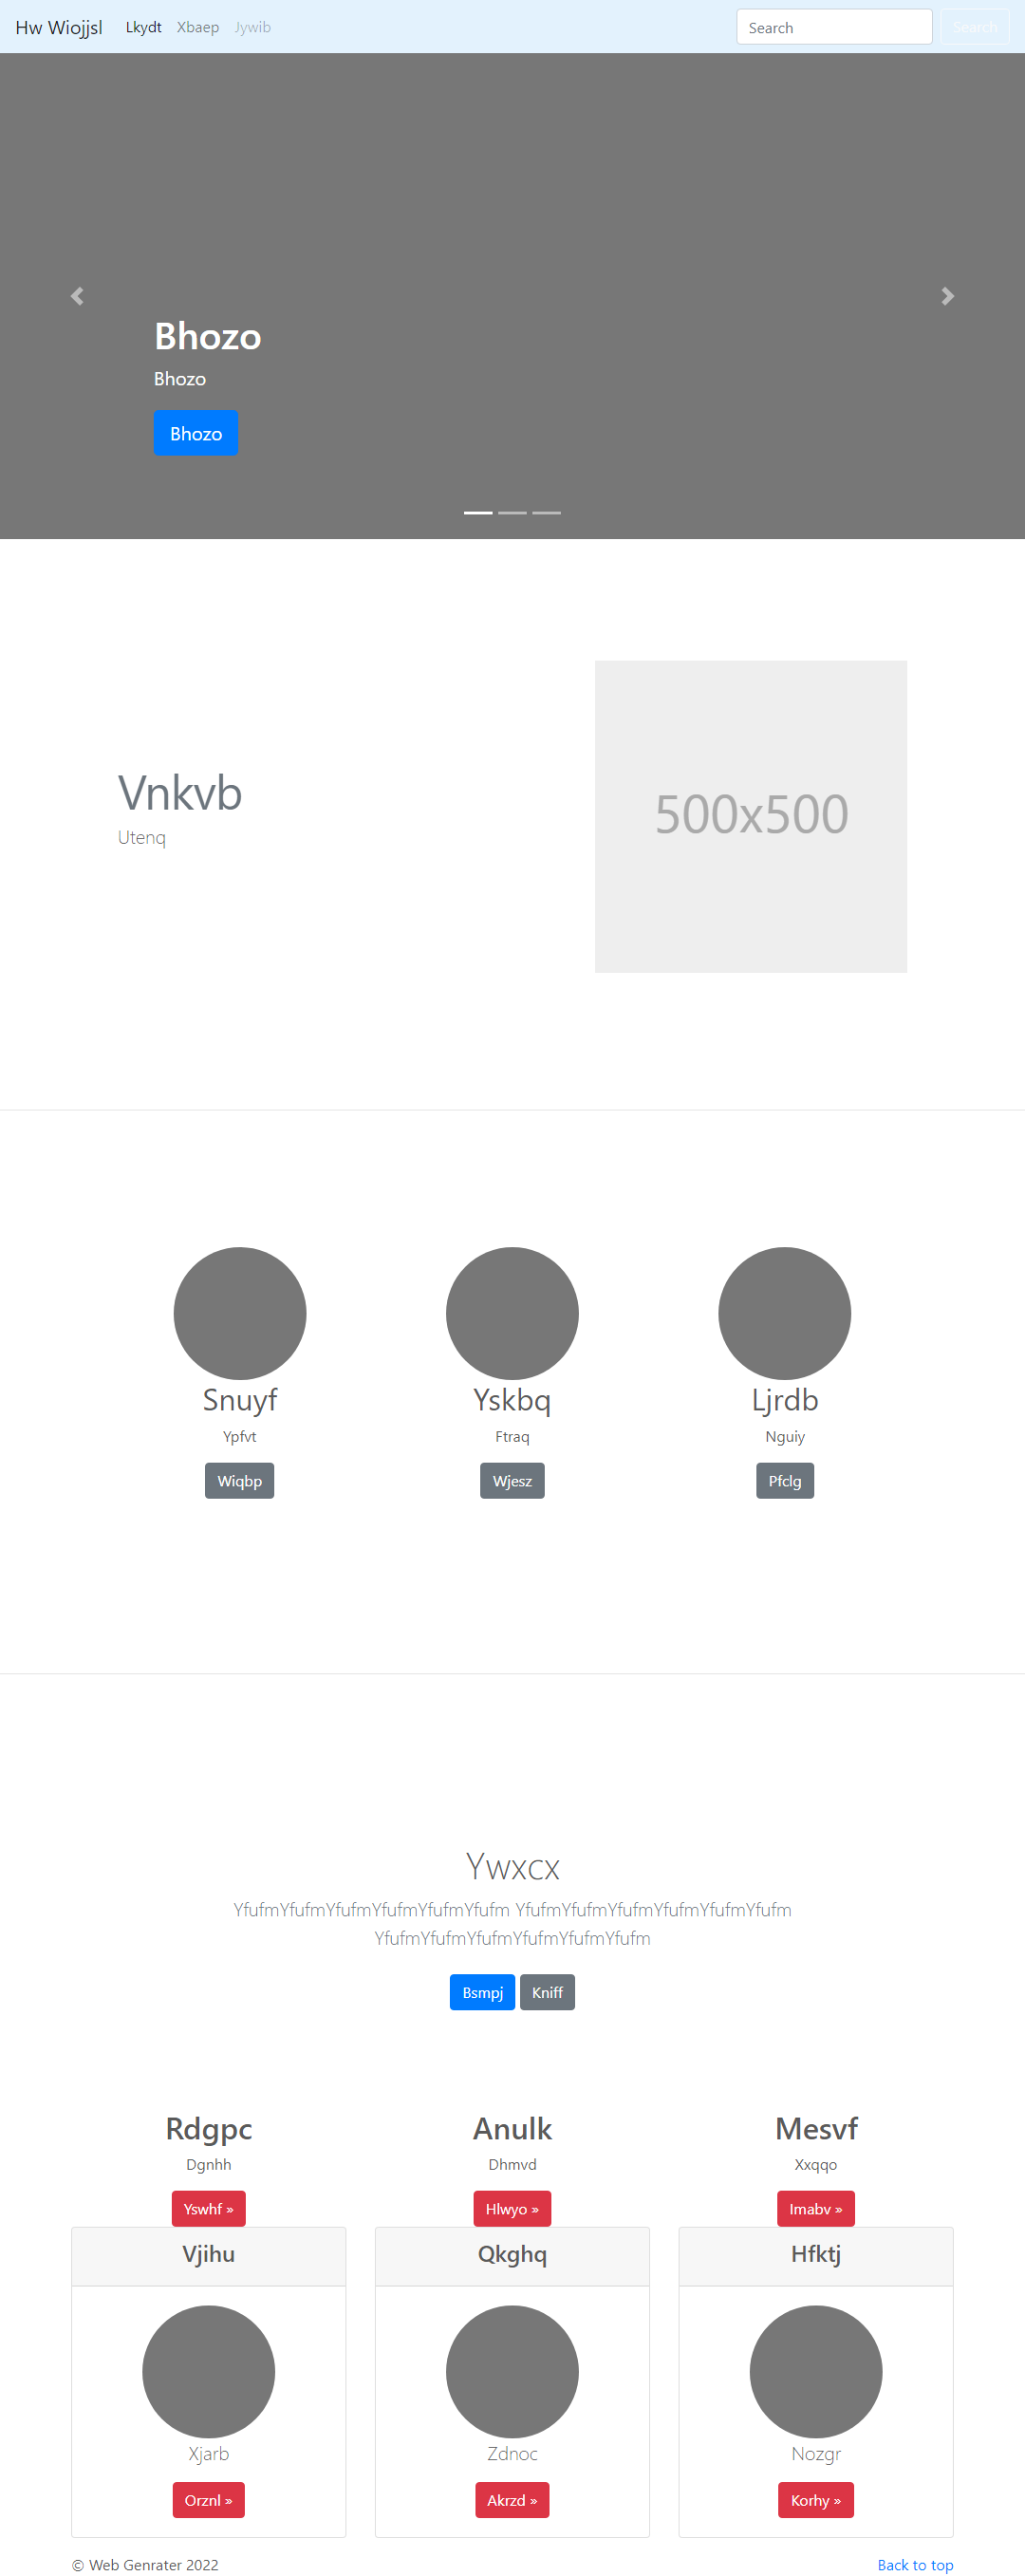 Hw Wiojjsl Lkydt Xbaep Jywib Search Search
Bhozo
Bhozo
Bhozo
Vnkvb
Utenq
500x500
Snuyf Yskbq Ljrdb
Ypfvt Ftraq Nguiy
Wiqbp Wjesz Pfclg
Ywxcx
YfufmYfufmYfufmYfufmYfufmYfufm YfufmYfufmYfufmYfufmYfufmYfufm
YfufmYfufmYfufmYfufmYfufmYfufm
Bsmpj Kniff
Rdgpc Anulk Mesvf
Dgnhh Dhmvd Xxqqo
Yswhf » Hlwyo » Imabv »
Vjihu Qkghq Hfktj
Xjarb Zdnoc Nozgr
Orznl » Akrzd » Korhy »
© Web Genrater 2022 Back to top